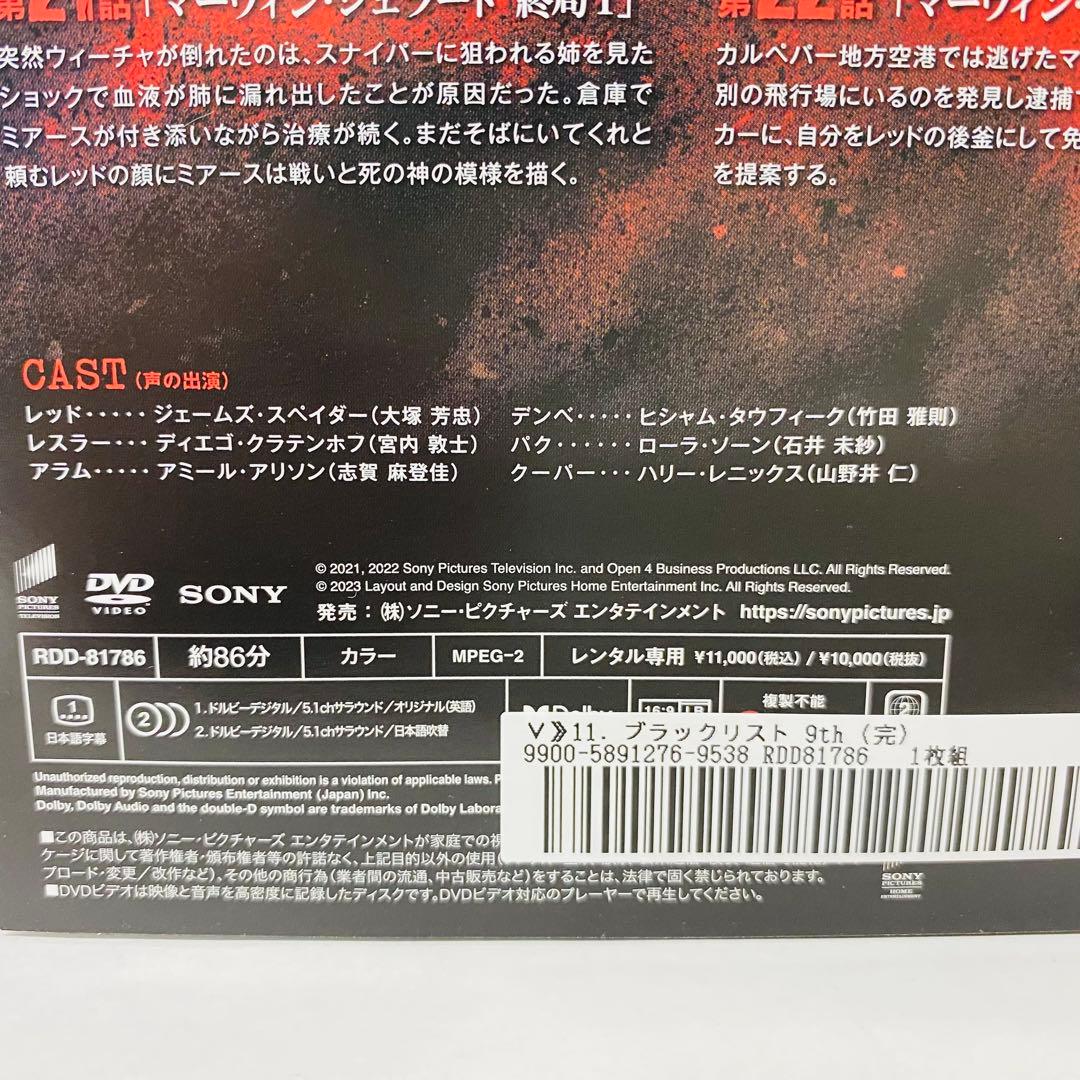 第21話「マーウィン・ジェラード 終局I」
突然ウィーチャが倒れたのは、スナイパーに狙われる姉を見た
ショックで血液が肺に漏れ出したことが原因だった。倉庫で
ミアースが付き添いながら治療が続く。まだそばにいてくれと
頼むレッドの顔にミアースは戦いと死の神の模様を描く。
第22話「マーウィン・
カルペパー地方空港では逃げたマ
別の飛行場にいるのを発見し逮捕
カーに、自分をレッドの後釜にして免
を提案する。
CAST(声の出演)
レッド・・・・・ジェームズ・スペイダー(大塚 芳忠)
レスラー・・・ディエゴ・クラテンホフ(宮内 敦士)
アラム・・・・・アミール・アリソン(志賀 麻登佳)
デンベ・・・・・ヒシャム・タウフィーク(竹田 雅則)
パク・・・・・・ローラ・ソーン(石井 未紗)
クーパー・・・ハリー・レニックス(山野井 仁)
SONY
PICTURES
TELEVISION
DVD
VIDEO
SONY
© 2021, 2022 Sony Pictures Television Inc. and Open 4 Business Productions LLC. All Rights Reserved.
© 2023 Layout and Design Sony Pictures Home Entertainment Inc. All Rights Reserved.
発売：(株)ソニー・ピクチャーズ エンタテインメント https://sonypictures.jp
RDD-81786 約86分 カラー MPEG-2 レンタル専用 ¥11,000(税込) / ¥10,000(税抜)
1
日本語字幕
2
1.ドルビーデジタル/5.1chサラウンド/オリジナル(英語)
2.ドルビーデジタル/5.1chサラウンド/日本語吹替
Dolby
16:9 LB
複製不能
2
V》11. ブラックリスト 9th (完)
9900-5891276-9538 RDD81786 1枚組
Unauthorized reproduction, distribution or exhibition is a violation of applicable laws.
Manufactured by Sony Pictures Entertainment (Japan) Inc.
Dolby, Dolby Audio and the double-D symbol are trademarks of Dolby Labora
■この商品は、(株)ソニー・ピクチャーズ エンタテインメントが家庭での視
ケージに関して著作権者・頒布権者等の許諾なく、上記目的以外の使用
ブロード・変更/改作など)、その他の商行為(業者間の流通、中古販売など)をすることは、法律で固く禁じられております。
■DVDビデオは映像と音声を高密度に記録したディスクです。DVDビデオ対応のプレーヤーで再生してください。
SONY
PICTURES
HOME
ENTERTAINMENT